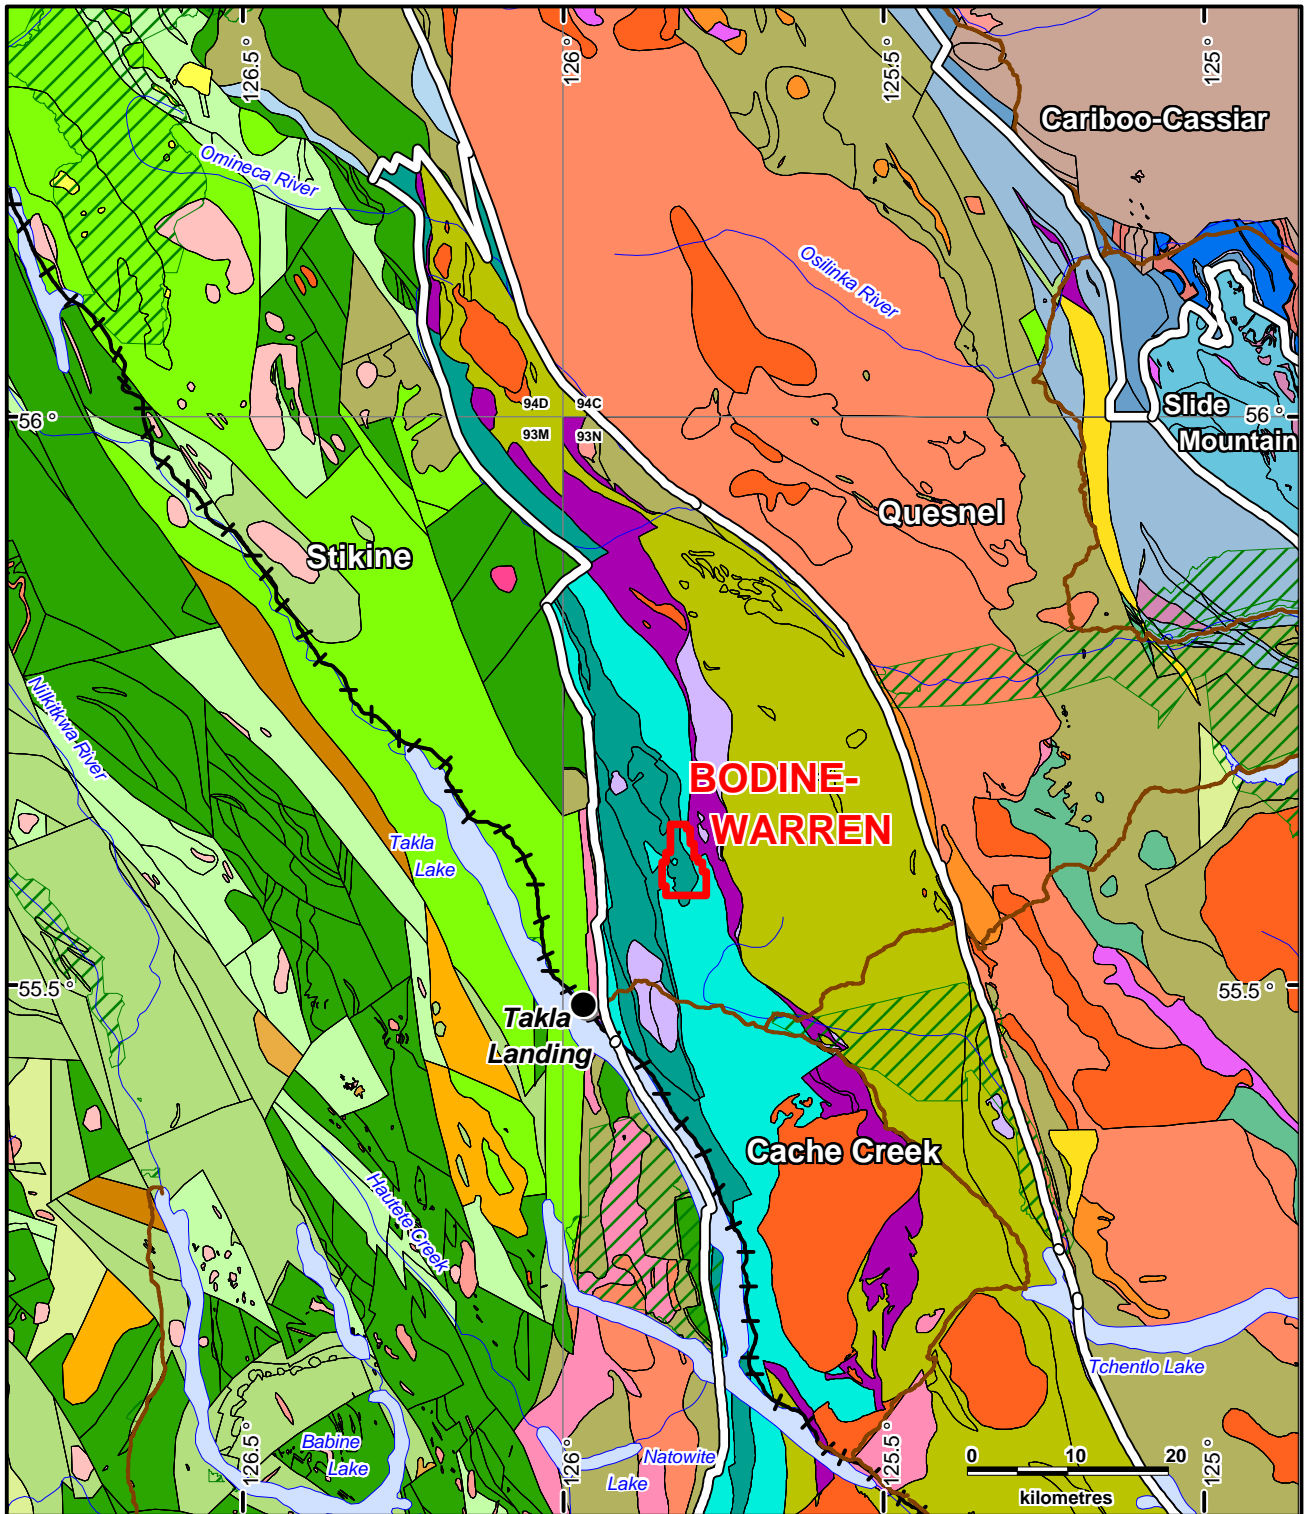 126.5 °
126 °
125.5 °
125 °
Cariboo-Cassiar
Omineca River
Osilinka River
94D
94C
56 °
93M
93N
Slide
56 °
Mountain
Quesnel
Stikine
Nilkitkwa River
BODINE-
WARREN
Takla
Lake
55.5 °
55.5 °
Takla
Landing
Cache Creek
Hautete Creek
Tchentlo Lake
Babine
Lake
Natowite
Lake
126.5 °
126 °
125.5 °
125 °
0 10 20
kilometres